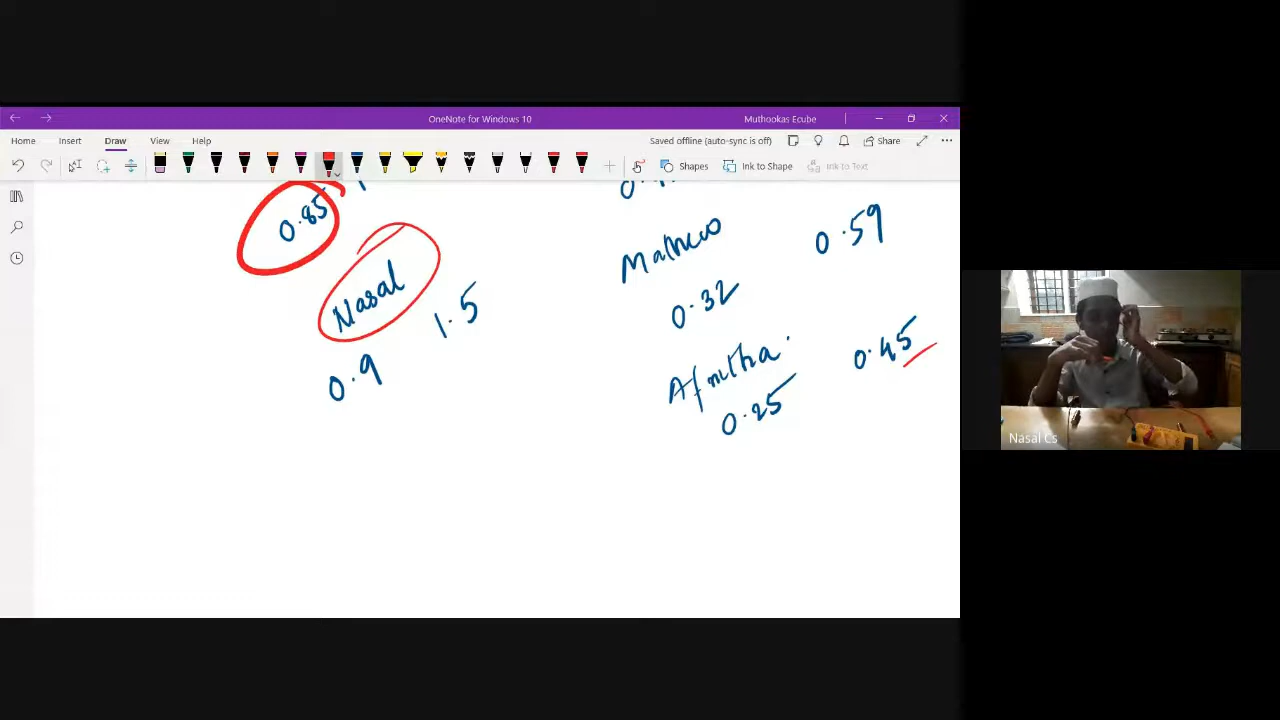 OneNote for Windows 10
Muthookas Ecube
Home Insert Draw View Help
Saved offline (auto-sync is off)
Share
Shapes
Ink to Shape
Ink to Text
0.85
Nasal
1.5
0.9
Mathew
0.59
0.32
0.45
0.25
Nasal Cs